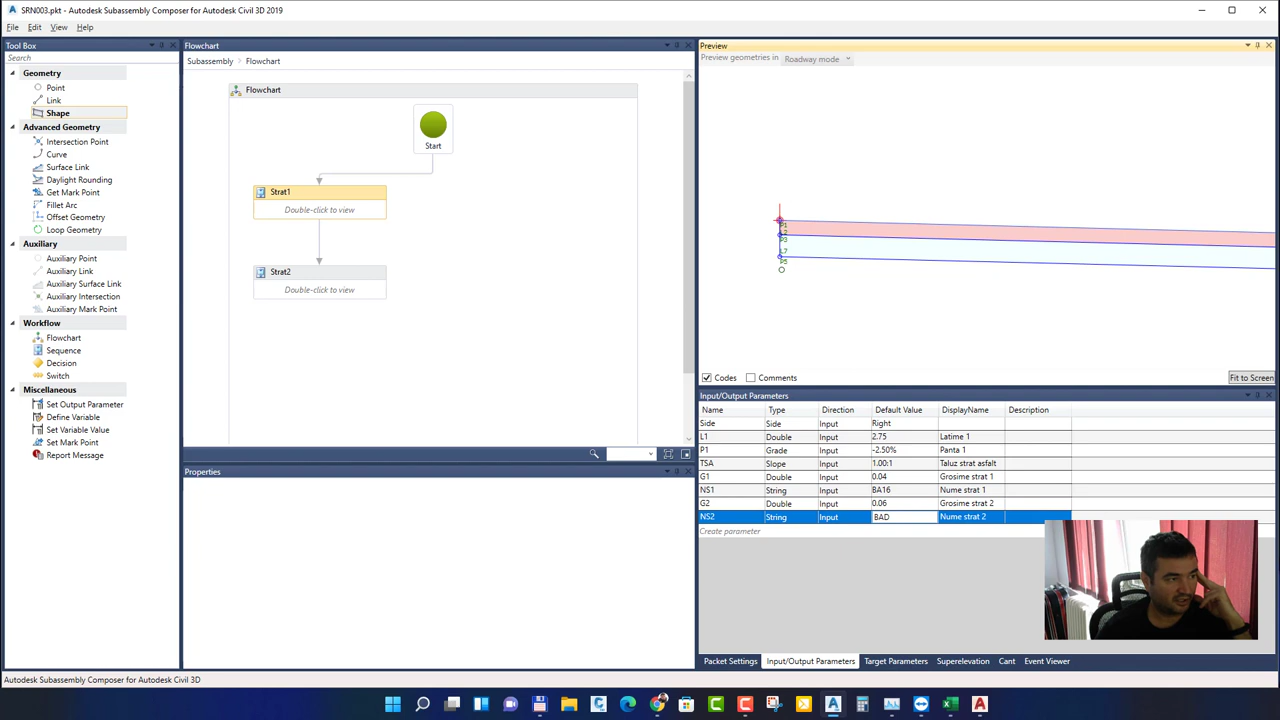 SRN003.pkt - Autodesk Subassembly Composer for Autodesk Civil 3D 2019
File Edit View Help
Tool Box
Search
Geometry
Point
Link
Shape
Advanced Geometry
Intersection Point
Curve
Surface Link
Daylight Rounding
Get Mark Point
Fillet Arc
Offset Geometry
Loop Geometry
Auxiliary
Auxiliary Point
Auxiliary Link
Auxiliary Surface Link
Auxiliary Intersection
Auxiliary Mark Point
Workflow
Flowchart
Sequence
Decision
Switch
Miscellaneous
Set Output Parameter
Define Variable
Set Variable Value
Set Mark Point
Report Message
Flowchart
Subassembly > Flowchart
Flowchart
Start
Strat1
Double-click to view
Strat2
Double-click to view
Properties
Preview
Preview geometries in Roadway mode
P1
L2
P3
L7
P5
Codes Comments Fit to Screen
Input/Output Parameters
Name Type Direction Default Value DisplayName Description
Side Side Input Right
L1 Double Input 2.75 Latime 1
P1 Grade Input -2.50% Panta 1
TSA Slope Input 1.00:1 Taluz strat asfalt
G1 Double Input 0.04 Grosime strat 1
NS1 String Input BA16 Nume strat 1
G2 Double Input 0.06 Grosime strat 2
NS2 String Input BAD Nume strat 2
Create parameter
Packet Settings Input/Output Parameters Target Parameters Superelevation Cant Event Viewer
Autodesk Subassembly Composer for Autodesk Civil 3D